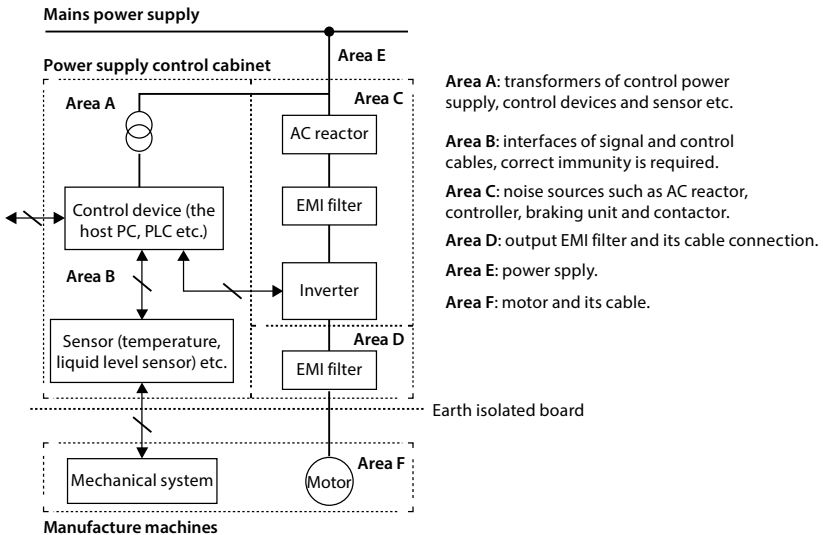 Mains power supply
Area E
Power supply control cabinet
Area A
Area C
AC reactor
EMI filter
Control device (the
host PC, PLC etc.)
Area B
Inverter
Sensor (temperature,
liquid level sensor) etc.
Area D
EMI filter
Earth isolated board
Area F
Mechanical system
Motor
Manufacture machines
Area A: transformers of control power
supply, control devices and sensor etc.
Area B: interfaces of signal and control
cables, correct immunity is required.
Area C: noise sources such as AC reactor,
controller, braking unit and contactor.
Area D: output EMI filter and its cable connection.
Area E: power spply.
Area F: motor and its cable.